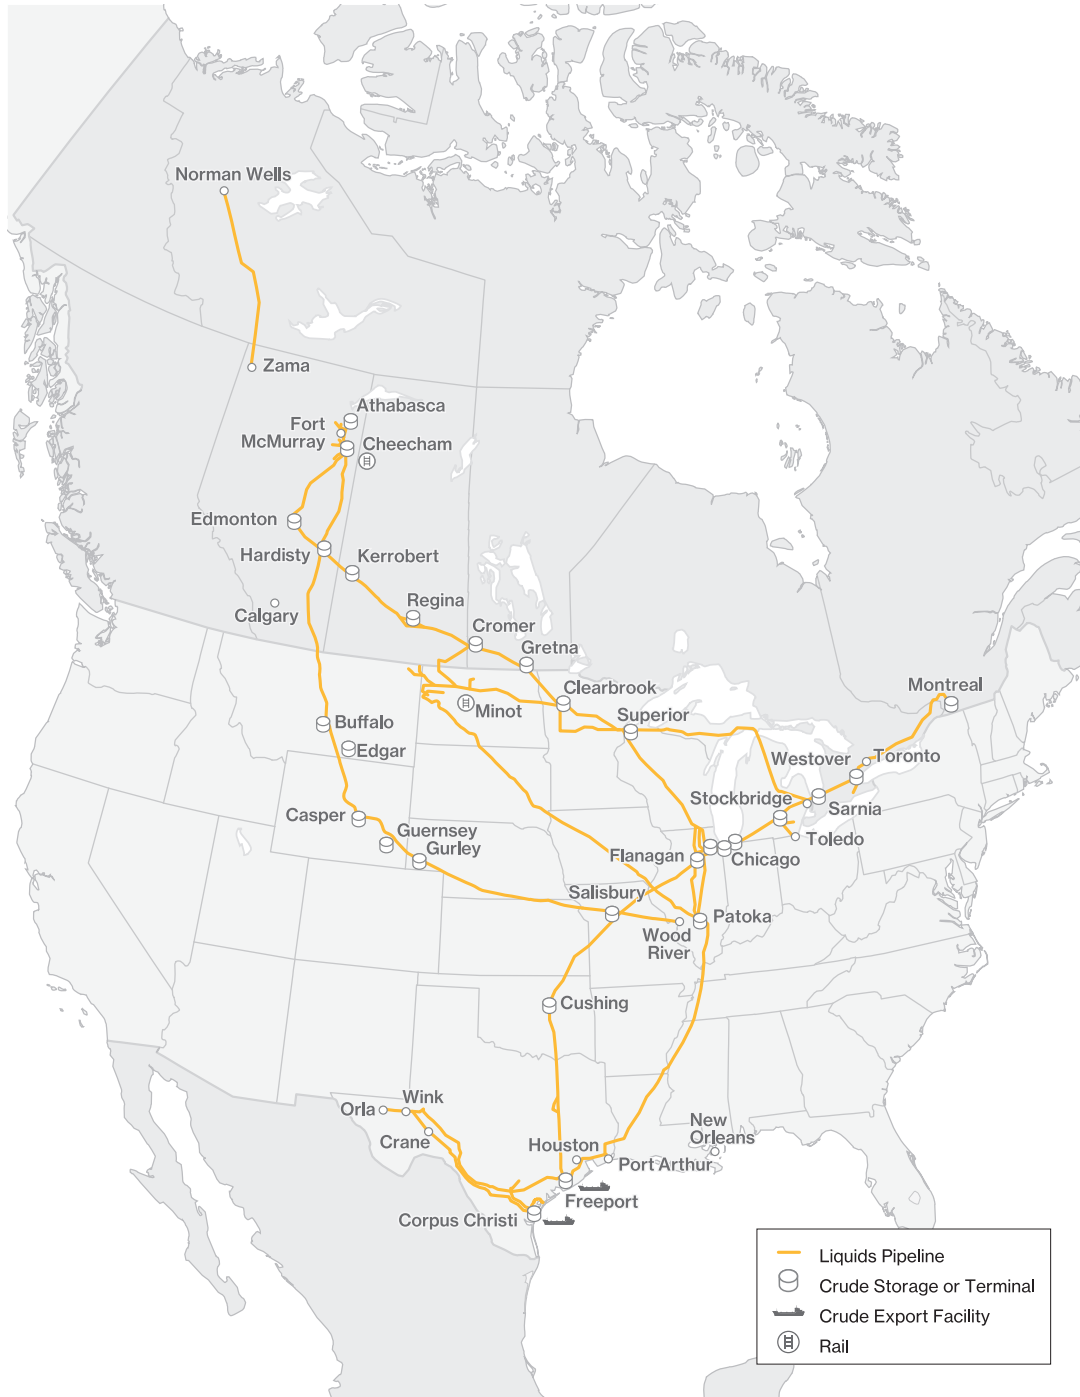 Norman Wells
Zama
Athabasca
Fort
McMurray
Cheecham
Edmonton
Hardisty
Kerrobert
Calgary
Regina
Cromer
Gretna
Clearbrook
Minot
Superior
Montreal
Buffalo
Edgar
Westover
Toronto
Stockbridge
Sarnia
Casper
Guernsey
Gurley
Toledo
Flanagan
Chicago
Salisbury
Patoka
Wood
River
Cushing
Orla
Wink
Crane
New
Orleans
Houston
Port Arthur
Freeport
Corpus Christi
Liquids Pipeline
Crude Storage or Terminal
Crude Export Facility
Rail